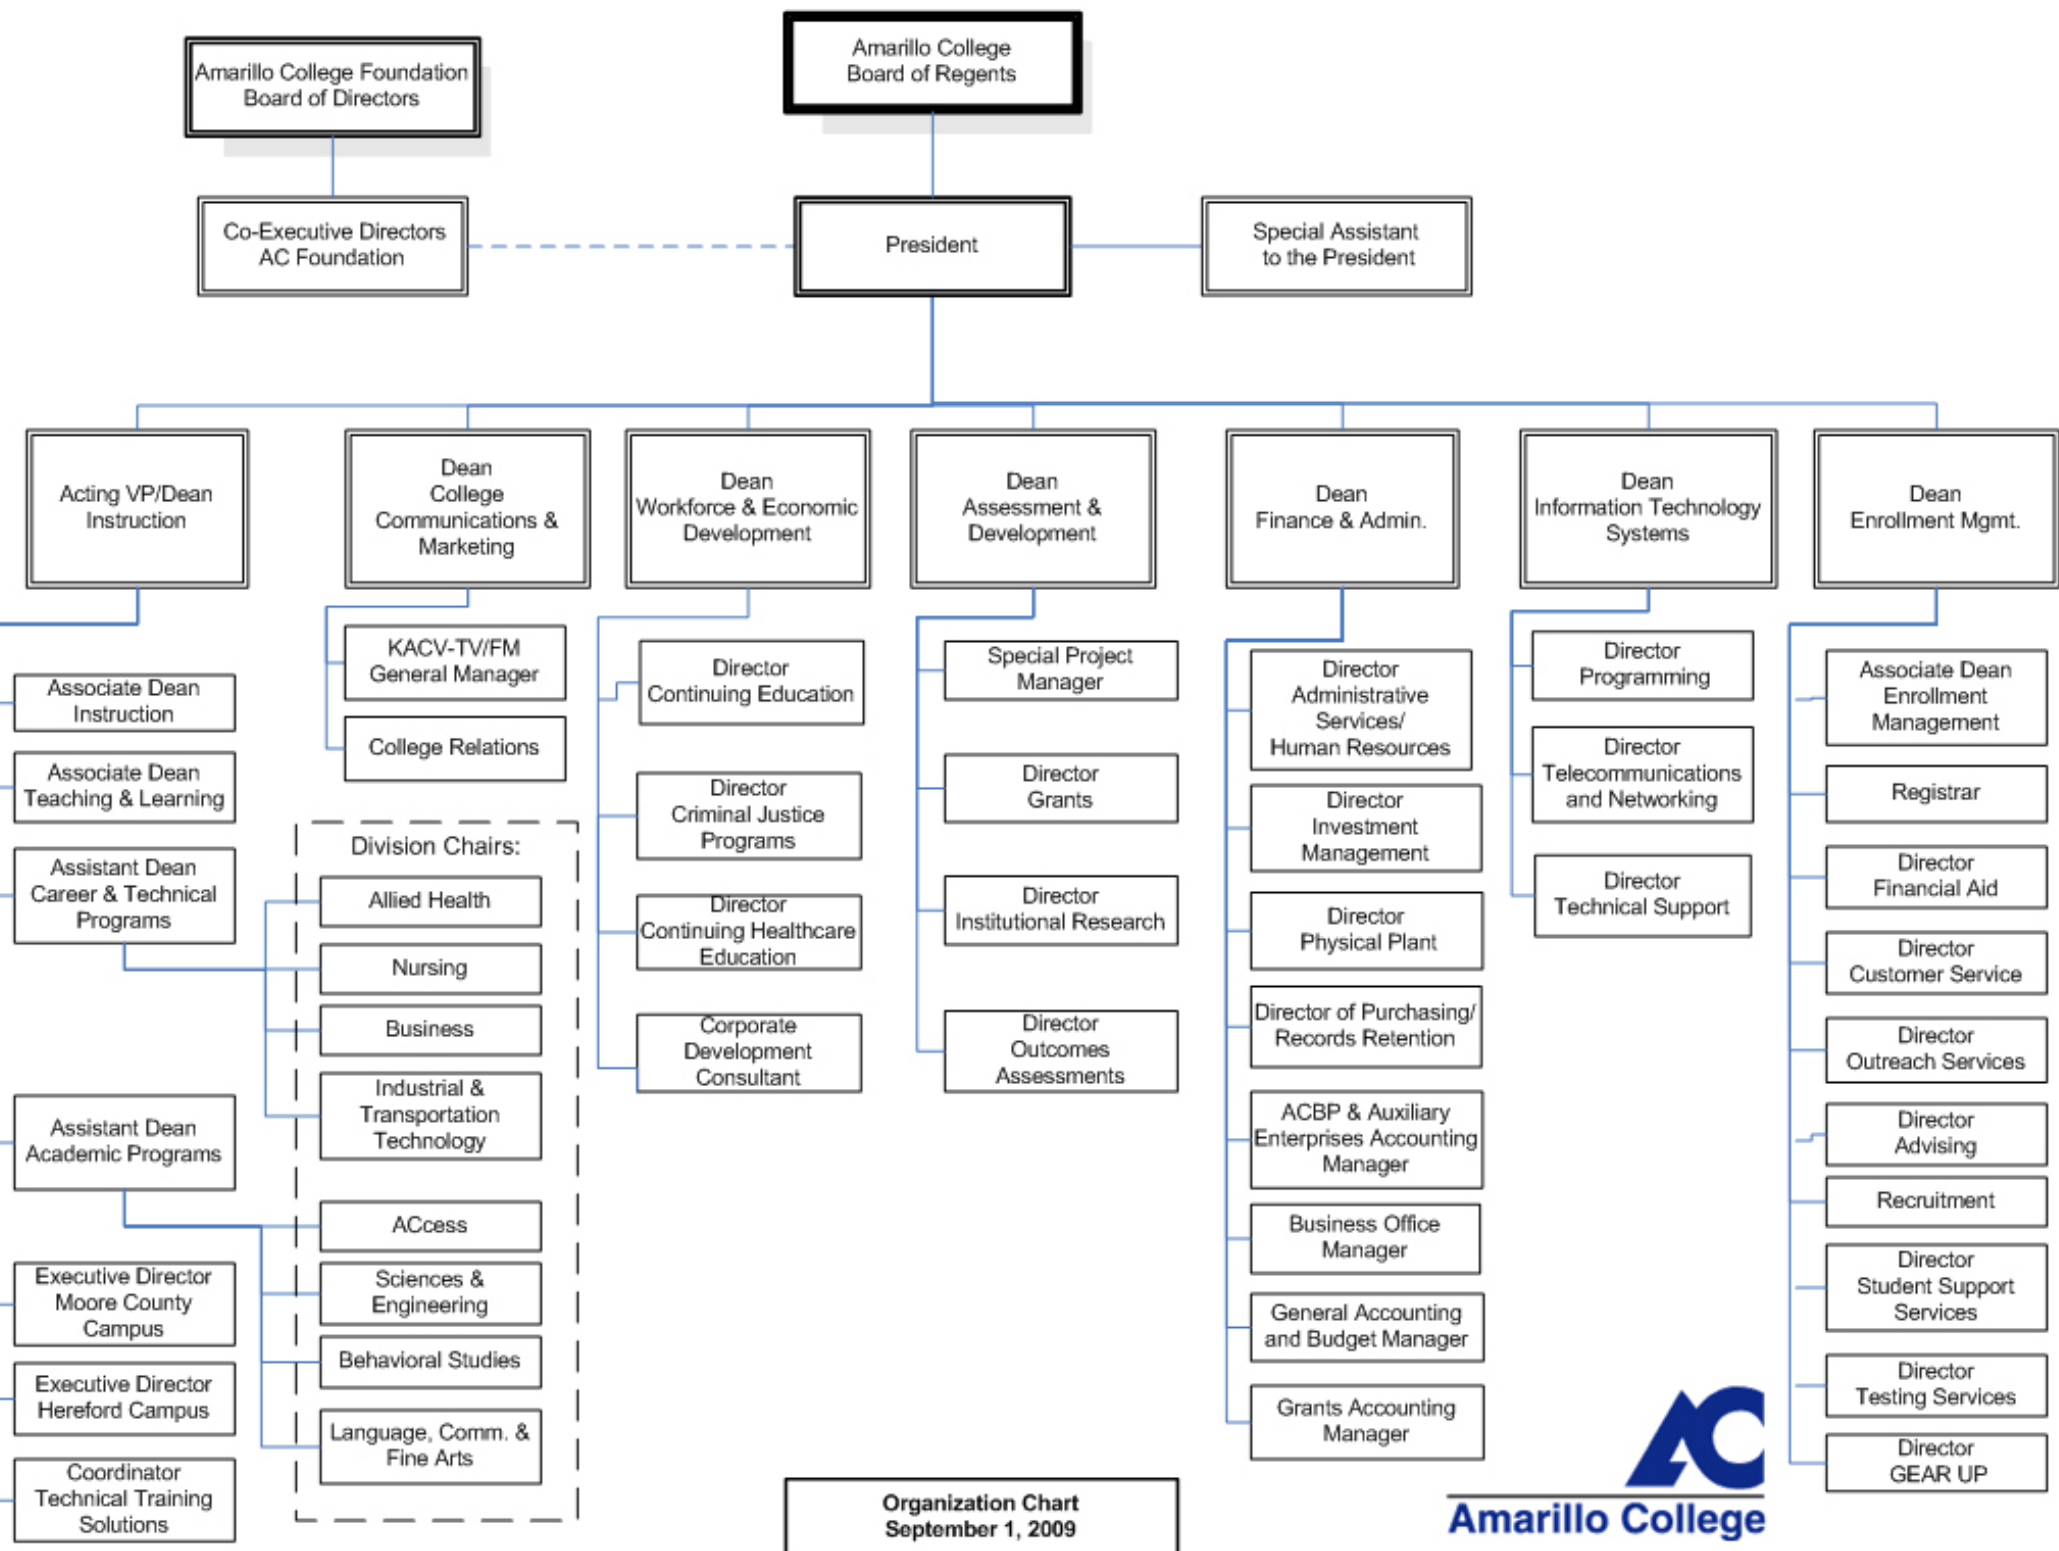 Amarillo College Foundation
Board of Directors
Amarillo College
Board of Regents
Co-Executive Directors
AC Foundation
President
Special Assistant
to the President
Acting VP/Dean
Instruction
Dean
College
Communications &
Marketing
Dean
Workforce & Economic
Development
Dean
Assessment &
Development
Dean
Finance & Admin.
Dean
Information Technology
Systems
Dean
Enrollment Mgmt.
Associate Dean
Instruction
Associate Dean
Teaching & Learning
Assistant Dean
Career & Technical
Programs
Assistant Dean
Academic Programs
Executive Director
Moore County
Campus
Executive Director
Hereford Campus
Coordinator
Technical Training
Solutions
KACV-TV/FM
General Manager
College Relations
Division Chairs:
Allied Health
Nursing
Business
Industrial &
Transportation
Technology
ACcess
Sciences &
Engineering
Behavioral Studies
Language, Comm. &
Fine Arts
Director
Continuing Education
Director
Criminal Justice
Programs
Director
Continuing Healthcare
Education
Corporate
Development
Consultant
Special Project
Manager
Director
Grants
Director
Institutional Research
Director
Outcomes
Assessments
Director
Administrative
Services/
Human Resources
Director
Investment
Management
Director
Physical Plant
Director of Purchasing/
Records Retention
ACBP & Auxiliary
Enterprises Accounting
Manager
Business Office
Manager
General Accounting
and Budget Manager
Grants Accounting
Manager
Director
Programming
Director
Telecommunications
and Networking
Director
Technical Support
Associate Dean
Enrollment
Management
Registrar
Director
Financial Aid
Director
Customer Service
Director
Outreach Services
Director
Advising
Recruitment
Director
Student Support
Services
Director
Testing Services
Director
GEAR UP
Organization Chart
September 1, 2009
AC
Amarillo College